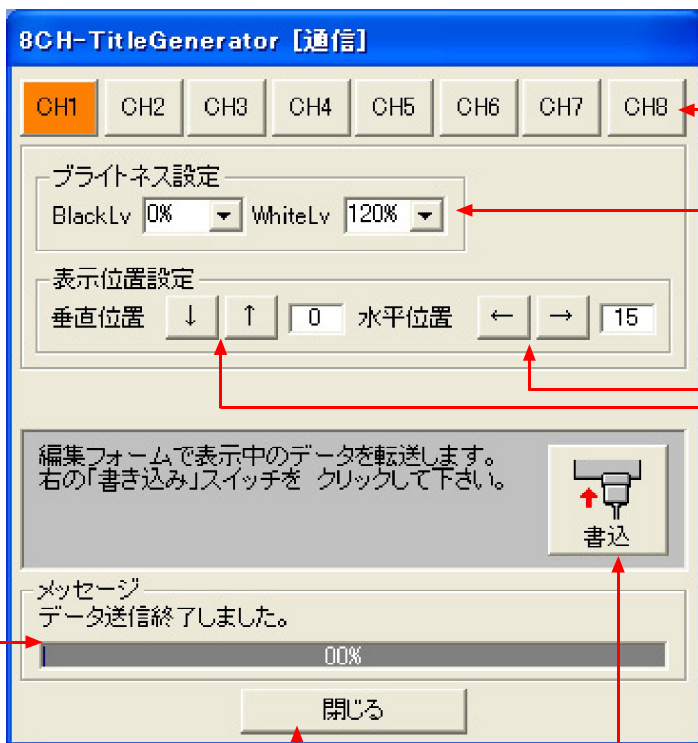 8CH-TitleGenerator [通信]
CH1 CH2 CH3 CH4 CH5 CH6 CH7 CH8
ブライトネス設定
BlackLv 0% WhiteLv 120%
表示位置設定
垂直位置 ↓ ↑ 0 水平位置 ← → 15
編集フォームで表示中のデータを転送します。
右の「書き込み」スイッチを クリックして下さい。
書込
メッセージ
データ送信終了しました。
00%
閉じる